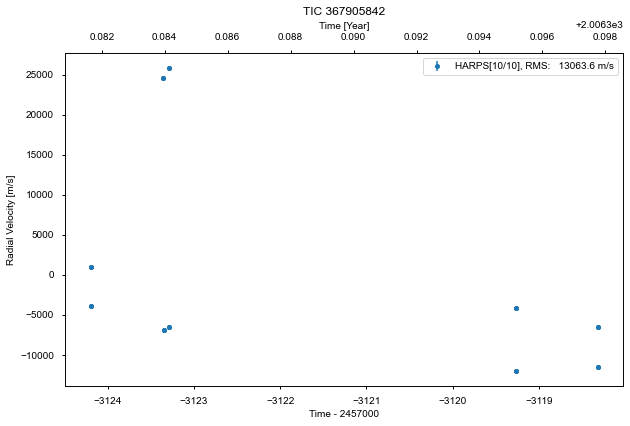 TIC 367905842
Time [Year]
+2.0063e3
0.082 0.084 0.086 0.088 0.090 0.092 0.094 0.096 0.098
HARPS[10/10], RMS: 13063.6 m/s
25000
20000
15000
10000
5000
0
−5000
−10000
Radial Velocity [m/s]
−3124 −3123 −3122 −3121 −3120 −3119
Time - 2457000